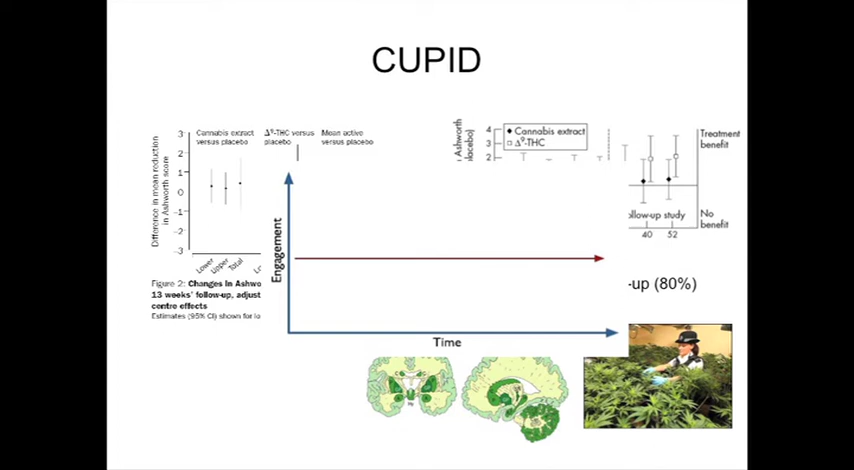 CUPID
3
2
1
0
-1
-2
-3
Difference in mean reduction
in Ashworth score
Cannabis extract
versus placebo
Δ⁹-THC versus
placebo
Mean active
versus placebo
Lower
Upper
Total
Figure 2: Changes in Ashwo
13 weeks' follow-up, adjust
centre effects
Estimates (95% CI) shown for lo
Engagement
Time
Ashworth
placebo)
4
3
2
Cannabis extract
Δ⁹-THC
Treatment
benefit
ollow-up study
No
benefit
40 52
-up (80%)